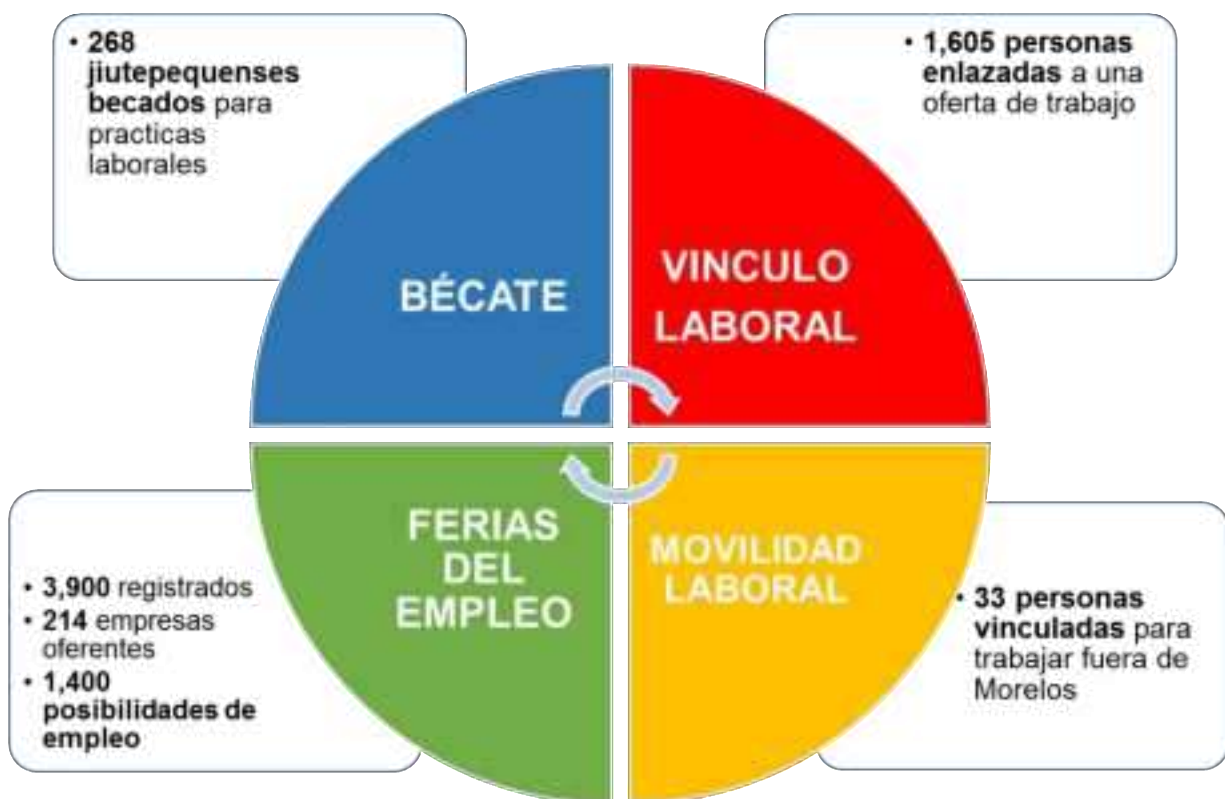 • 268
jiutepequenses
becados para
practicas
laborales
• 1,605 personas
enlazadas a una
oferta de trabajo
BÉCATE
VINCULO
LABORAL
FERIAS
DEL
EMPLEO
MOVILIDAD
LABORAL
• 3,900 registrados
• 214 empresas
oferentes
• 1,400
posibilidades de
empleo
• 33 personas
vinculadas para
trabajar fuera de
Morelos